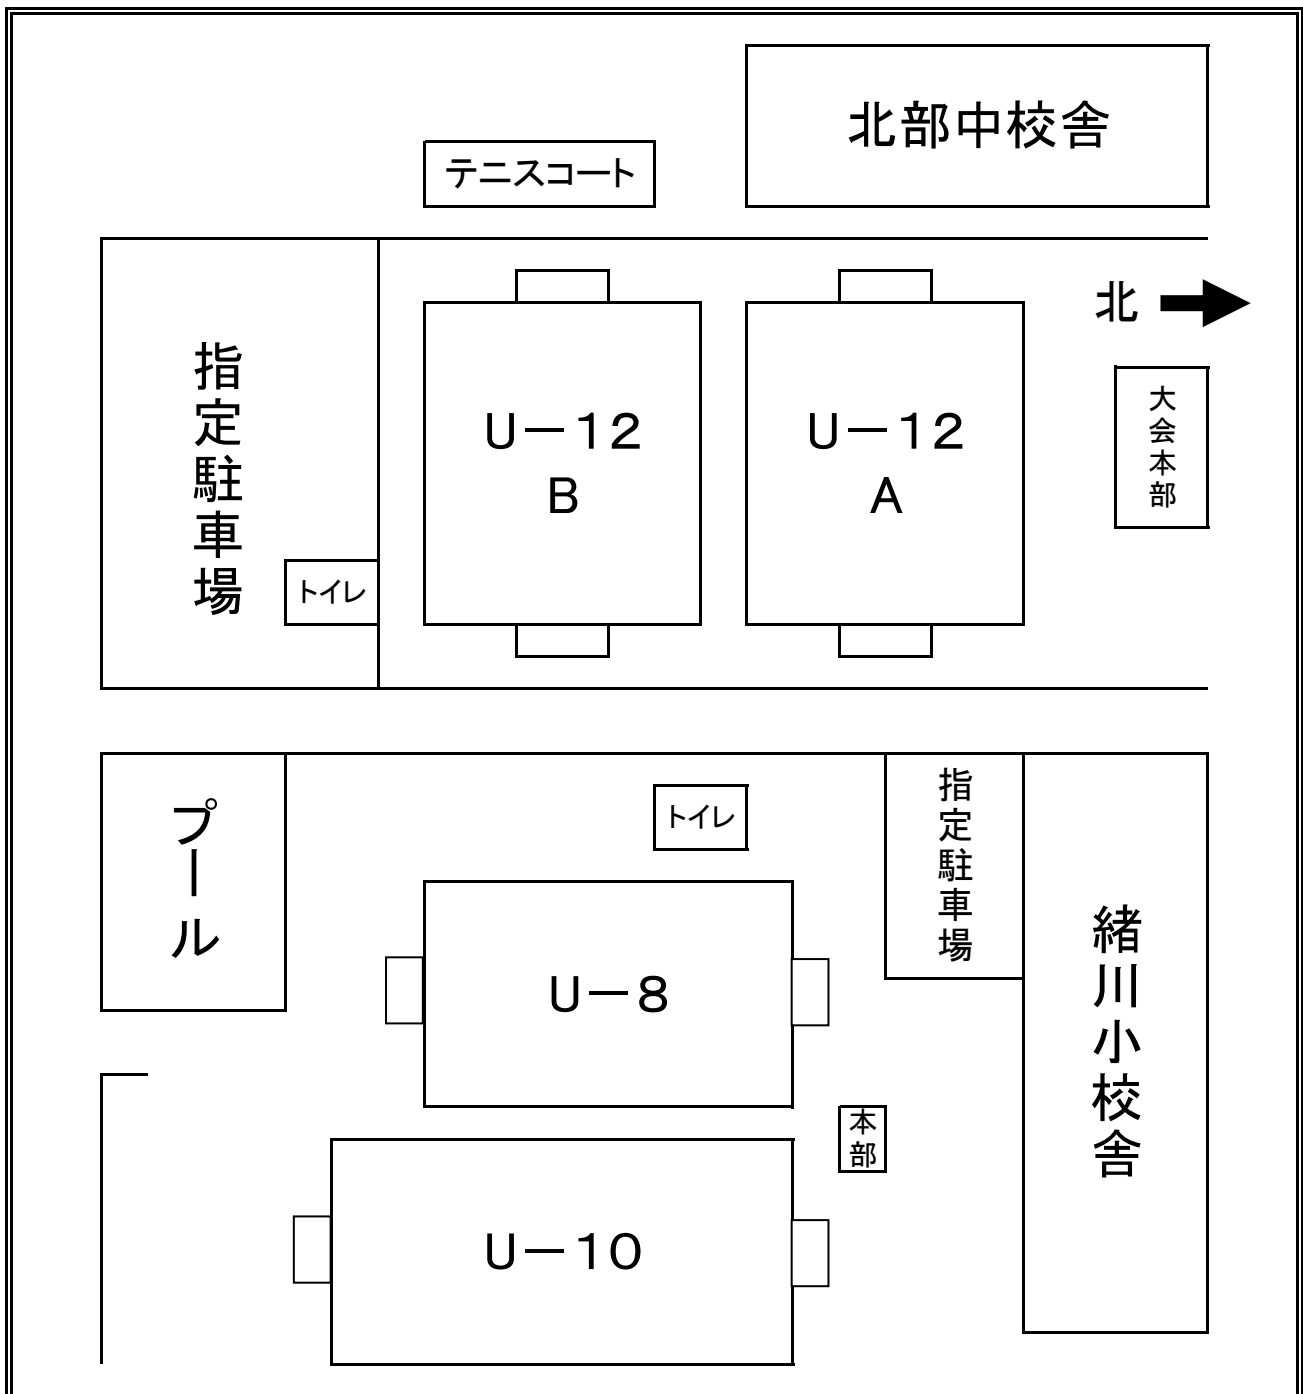 北部中校舎
テニスコート
北
指定駐車場
U－12
B
U－12
A
大会本部
トイレ
プール
トイレ
指定駐車場
緒川小校舎
U－8
本部
U－10